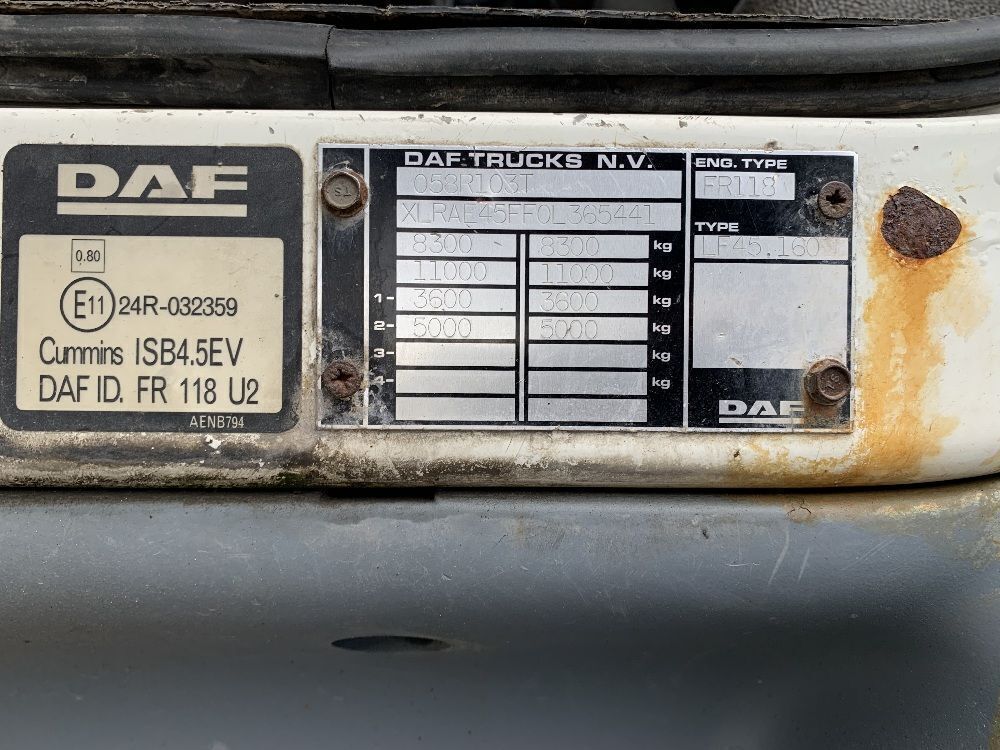 DAF
0.80
E11 24R-032359
Cummins ISB4.5EV
DAF ID. FR 118 U2
AENB794
DAF TRUCKS N.V.
058R103T
XLRAE45FF0L365441
8300 8300 kg
11000 11000 kg
1- 3600 3600 kg
2- 5000 5000 kg
3- kg
4- kg
ENG. TYPE
FR118
TYPE
LF45.160
DAF